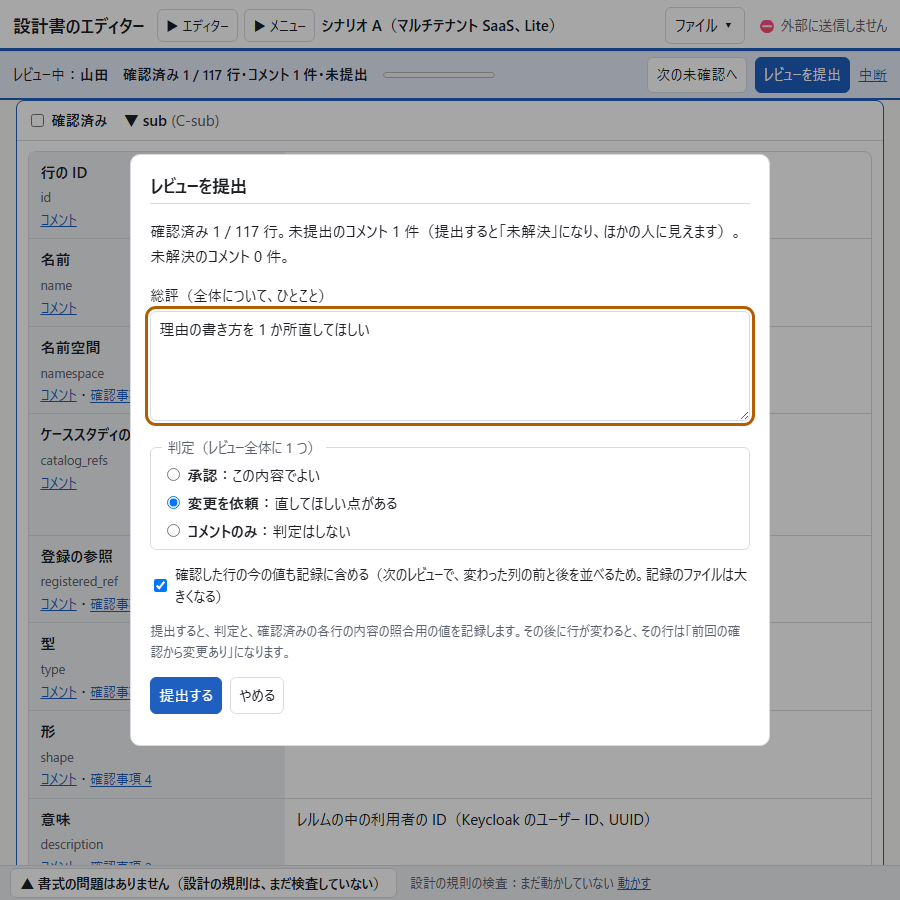 設計書のエディター ▶ エディター ▶ メニュー シナリオ A（マルチテナント SaaS、Lite） ファイル ▼ 外部に送信しません
レビュー中：山田 確認済み 1 / 117 行・コメント 1 件・未提出 次の未確認へ レビューを提出 中断
確認済み ▼ sub (C-sub)
行の ID
id
コメント
名前
name
コメント
名前空間
namespace
コメント・確認事
ケーススタディの
catalog_refs
コメント
登録の参照
registered_ref
コメント・確認事
型
type
コメント・確認事
形
shape
コメント・確認事項 4
意味
description
レルムの中の利用者の ID（Keycloak のユーザー ID、UUID）
レビューを提出
確認済み 1 / 117 行。未提出のコメント 1 件（提出すると「未解決」になり、ほかの人に見えます）。
未解決のコメント 0 件。
総評（全体について、ひとこと）
理由の書き方を 1 か所直してほしい
判定（レビュー全体に 1 つ）
承認：この内容でよい
変更を依頼：直してほしい点がある
コメントのみ：判定はしない
確認した行の今の値も記録に含める（次のレビューで、変わった列の前と後を並べるため。記録のファイルは大
きくなる）
提出すると、判定と、確認済みの各行の内容の照合用の値を記録します。その後に行が変わると、その行は「前回の確
認から変更あり」になります。
提出する やめる
▲ 書式の問題はありません（設計の規則は、まだ検査していない） 設計の規則の検査：まだ動かしていない 動かす